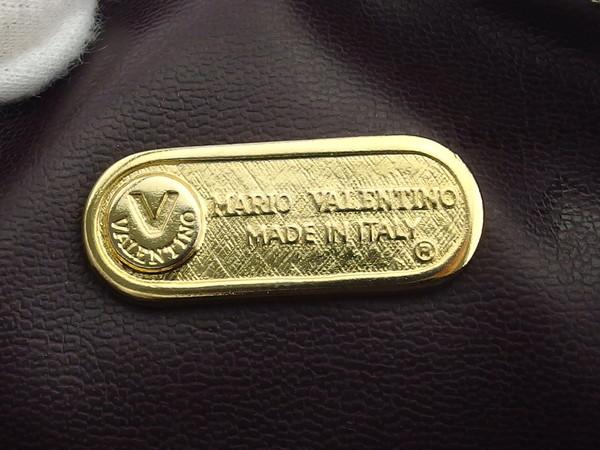 V
VALENTINO
MARIO VALENTINO
MADE IN ITALY
®